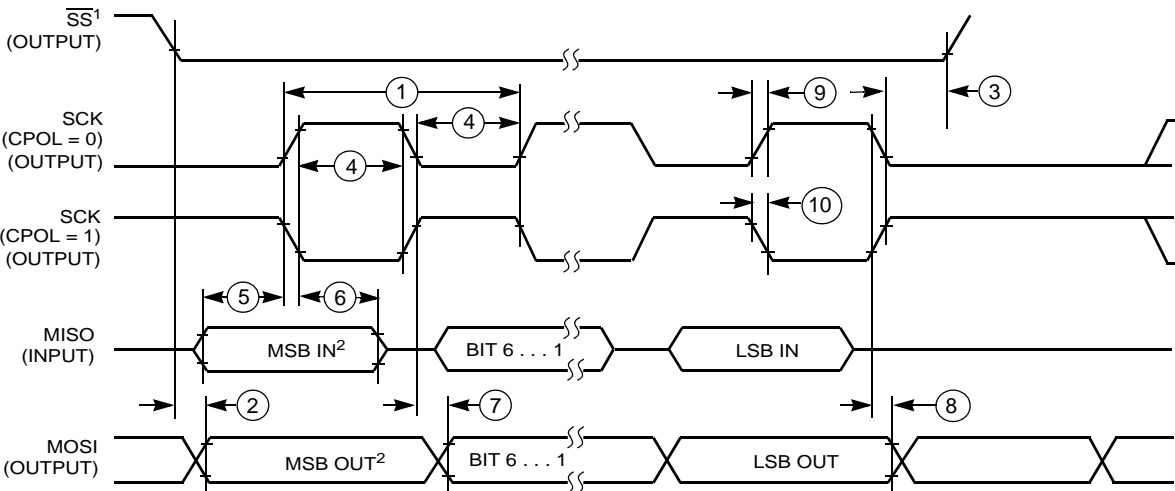 SS¹
(OUTPUT)
1
9
3
SCK
(CPOL = 0)
(OUTPUT)
4
4
SCK
(CPOL = 1)
(OUTPUT)
10
5
6
MISO
(INPUT)
MSB IN²
BIT 6 . . . 1
LSB IN
2
7
8
MOSI
(OUTPUT)
MSB OUT²
BIT 6 . . . 1
LSB OUT